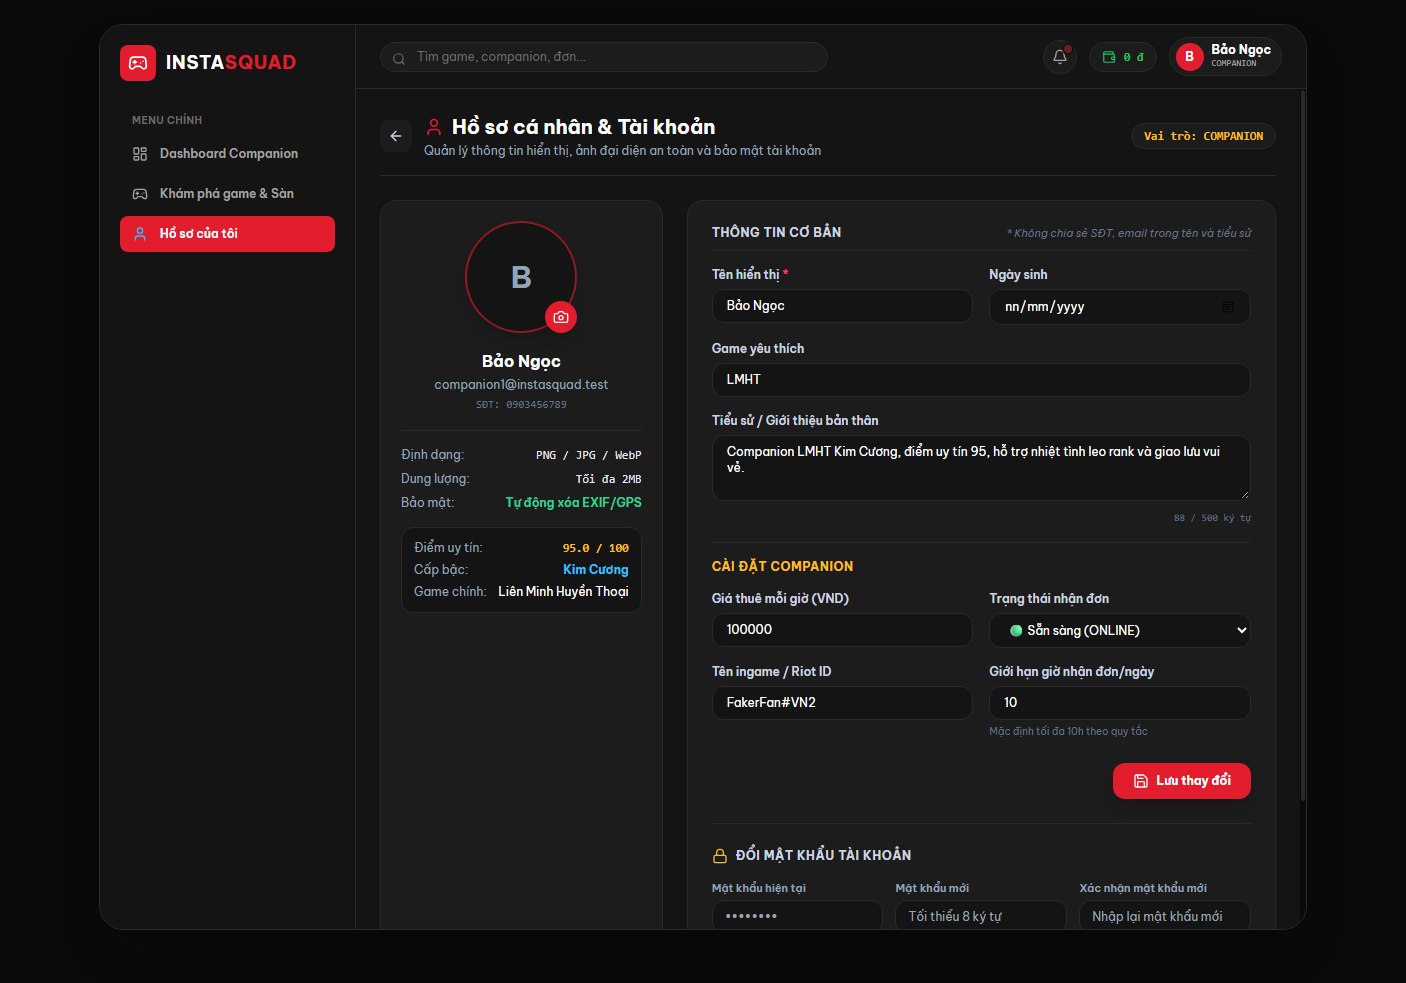 INSTASQUAD
Tìm game, companion, đơn...
0 đ
B
Bảo Ngọc
COMPANION
MENU CHÍNH
Dashboard Companion
Khám phá game & Sàn
Hồ sơ của tôi
Hồ sơ cá nhân & Tài khoản
Quản lý thông tin hiển thị, ảnh đại diện an toàn và bảo mật tài khoản
Vai trò: COMPANION
B
Bảo Ngọc
companion1@instasquad.test
SĐT: 0903456789
Định dạng: PNG / JPG / WebP
Dung lượng: Tối đa 2MB
Bảo mật: Tự động xóa EXIF/GPS
Điểm uy tín: 95.0 / 100
Cấp bậc: Kim Cương
Game chính: Liên Minh Huyền Thoại
THÔNG TIN CƠ BẢN
* Không chia sẻ SĐT, email trong tên và tiểu sử
Tên hiển thị *
Ngày sinh
Bảo Ngọc
nn/mm/yyyy
Game yêu thích
LMHT
Tiểu sử / Giới thiệu bản thân
Companion LMHT Kim Cương, điểm uy tín 95, hỗ trợ nhiệt tình leo rank và giao lưu vui
vẻ.
88 / 500 ký tự
CÀI ĐẶT COMPANION
Giá thuê mỗi giờ (VND)
Trạng thái nhận đơn
100000
Sẵn sàng (ONLINE)
Tên ingame / Riot ID
Giới hạn giờ nhận đơn/ngày
FakerFan#VN2
10
Mặc định tối đa 10h theo quy tắc
Lưu thay đổi
ĐỔI MẬT KHẨU TÀI KHOẢN
Mật khẩu hiện tại
Mật khẩu mới
Xác nhận mật khẩu mới
••••••••
Tối thiểu 8 ký tự
Nhập lại mật khẩu mới